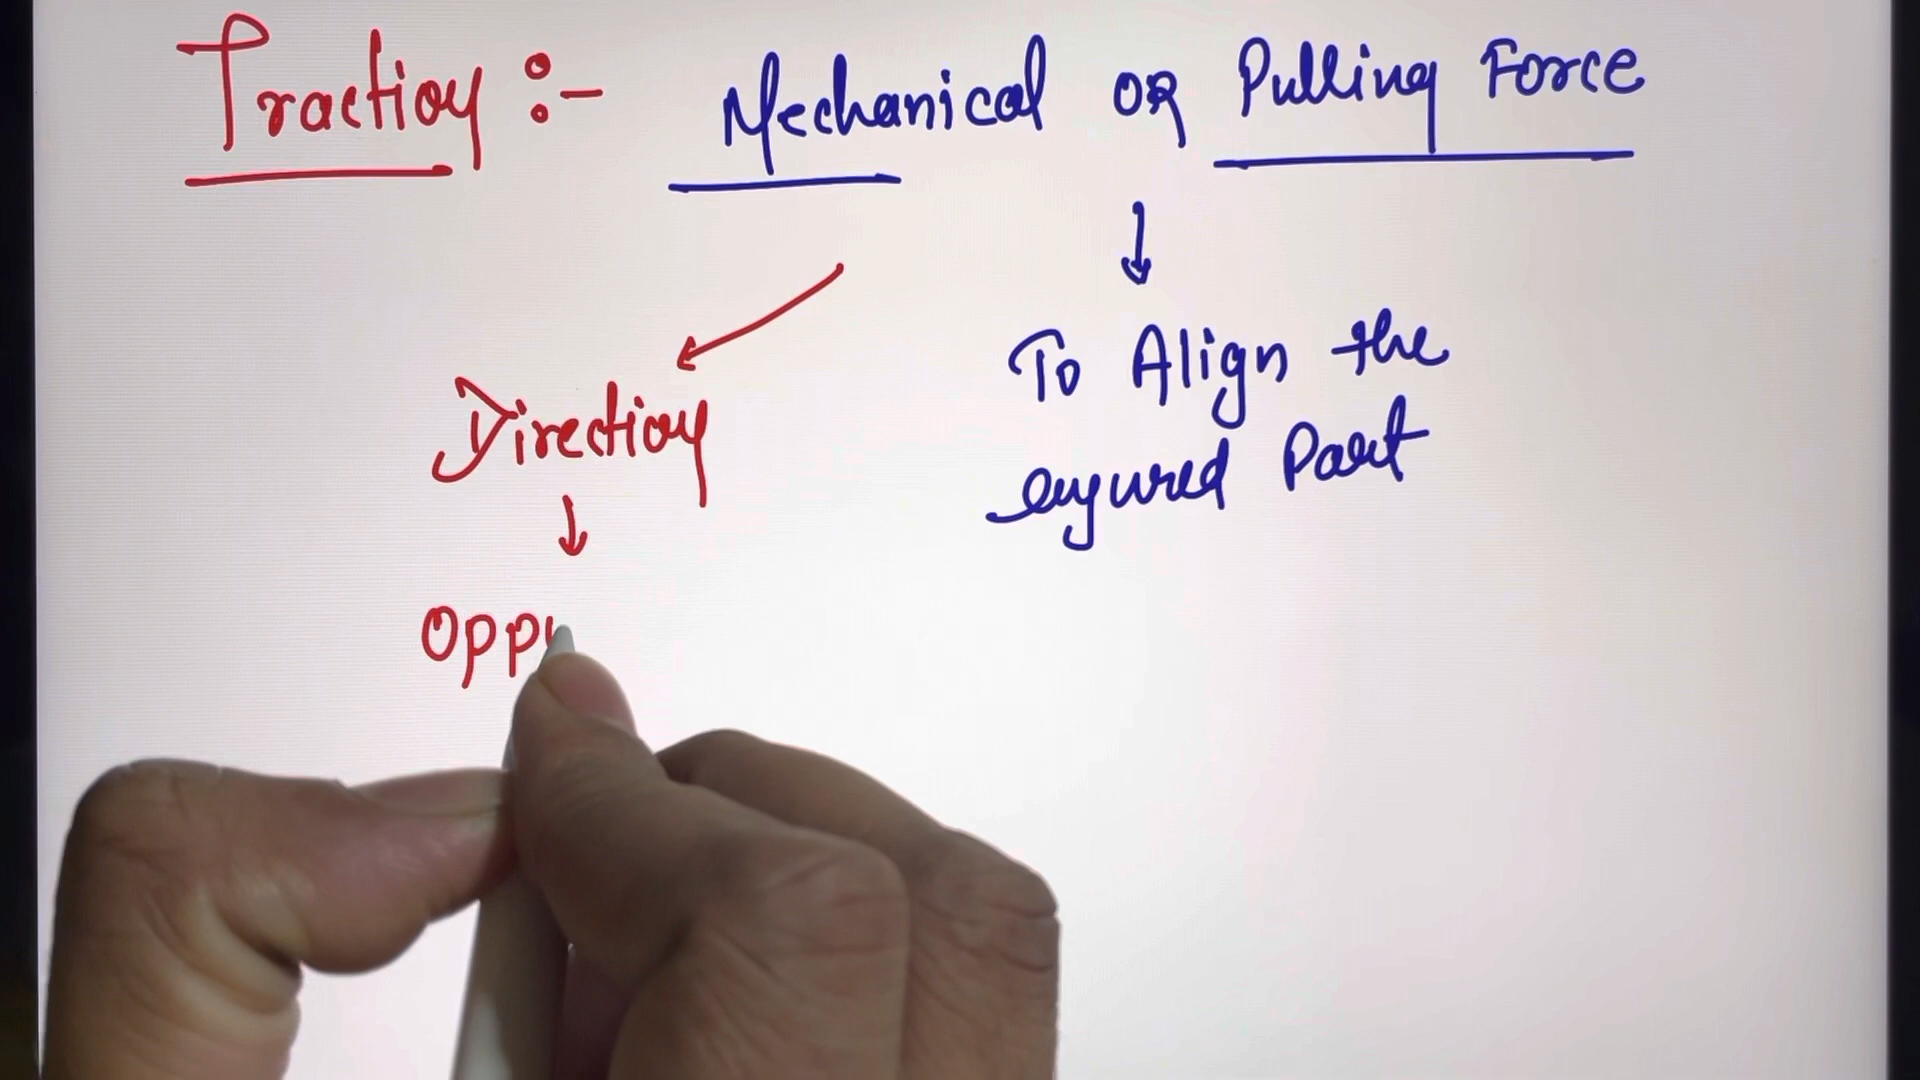 Traction :- Mechanical OR Pulling Force
Direction
To Align the
injured Part
Opp